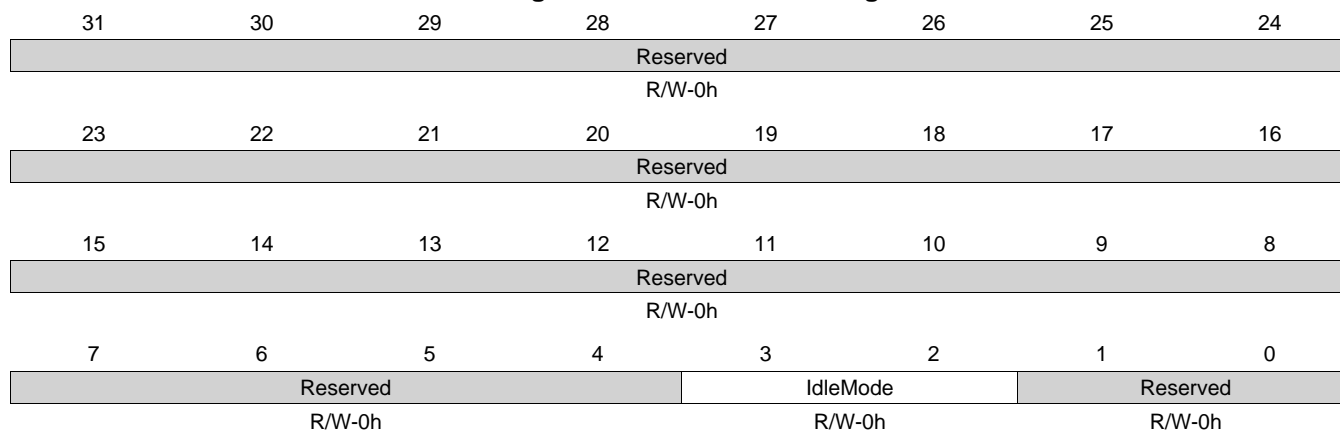 31 30 29 28 27 26 25 24
Reserved
R/W-0h
23 22 21 20 19 18 17 16
Reserved
R/W-0h
15 14 13 12 11 10 9 8
Reserved
R/W-0h
7 6 5 4 3 2 1 0
Reserved IdleMode Reserved
R/W-0h R/W-0h R/W-0h